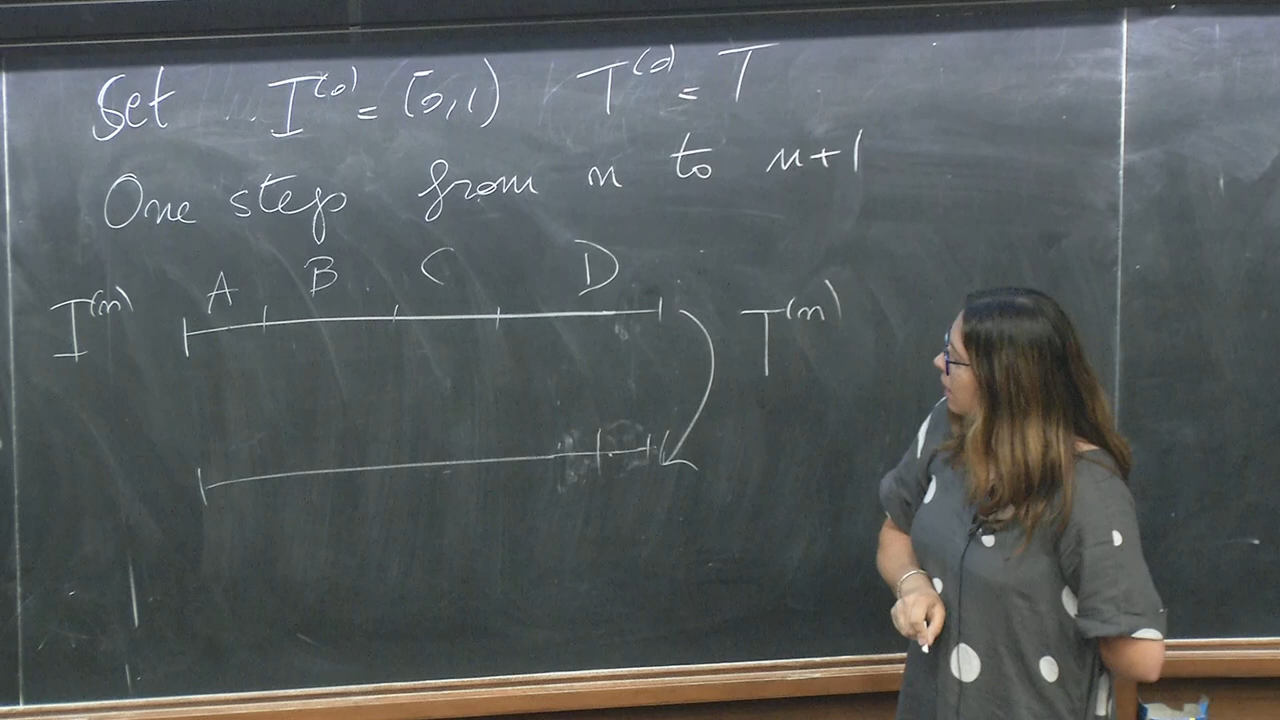 Set I^(0) = [0,1) T^(0) = T
One step from n to n+1
A B C D
I^(n) T^(n)